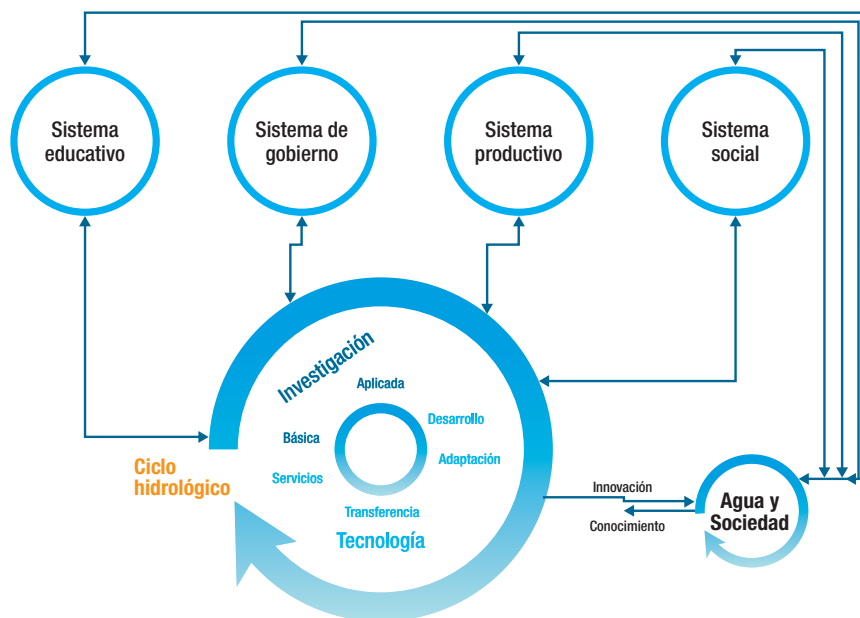 Sistema
educativo
Sistema de
gobierno
Sistema
productivo
Sistema
social
Investigación
Aplicada
Básica
Desarrollo
Adaptación
Servicios
Transferencia
Tecnología
Ciclo
hidrológico
Innovación
Conocimiento
Agua y
Sociedad